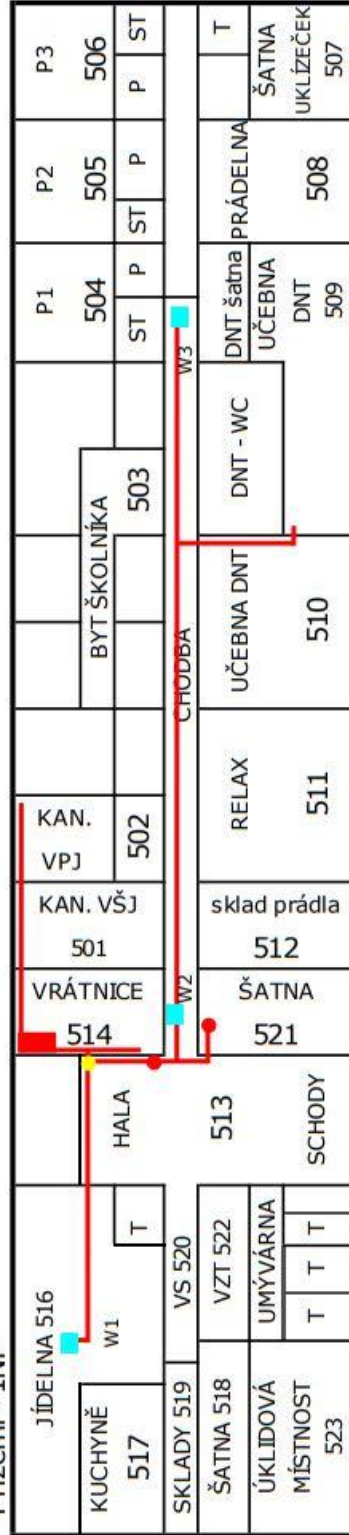 JÍDELNA 516
W1
KUCHYNĚ
517
T
SKLADY 519
VS 520
ŠATNA 518
VZT 522
ÚKLIDOVÁ
MÍSTNOST
523
UMÝVÁRNA
T
T
T
HALA
513
SCHODY
VRÁTNICE
514
W2
ŠATNA
521
KAN. VŠJ
501
sklad prádla
512
KAN.
VPJ
502
RELAX
511
CHODBA
BYT ŠKOLNÍKA
503
UČEBNA DNT
510
DNT - WC
W3
P1
504
ST
P
DNT šatna
UČEBNA
DNT
509
P2
505
ST
P
PRÁDELNA
508
P3
506
P
ST
T
ŠATNA
UKLÍZEČEK
507